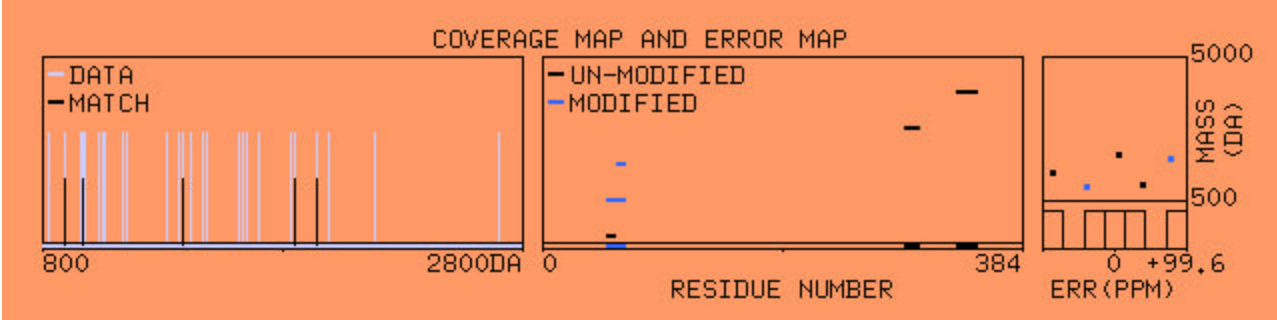 COVERAGE MAP AND ERROR MAP
DATA
MATCH
800
2800DA
UN-MODIFIED
MODIFIED
0
384
RESIDUE NUMBER
5000
MASS
(DA)
500
0
+99.6
ERR(PPM)